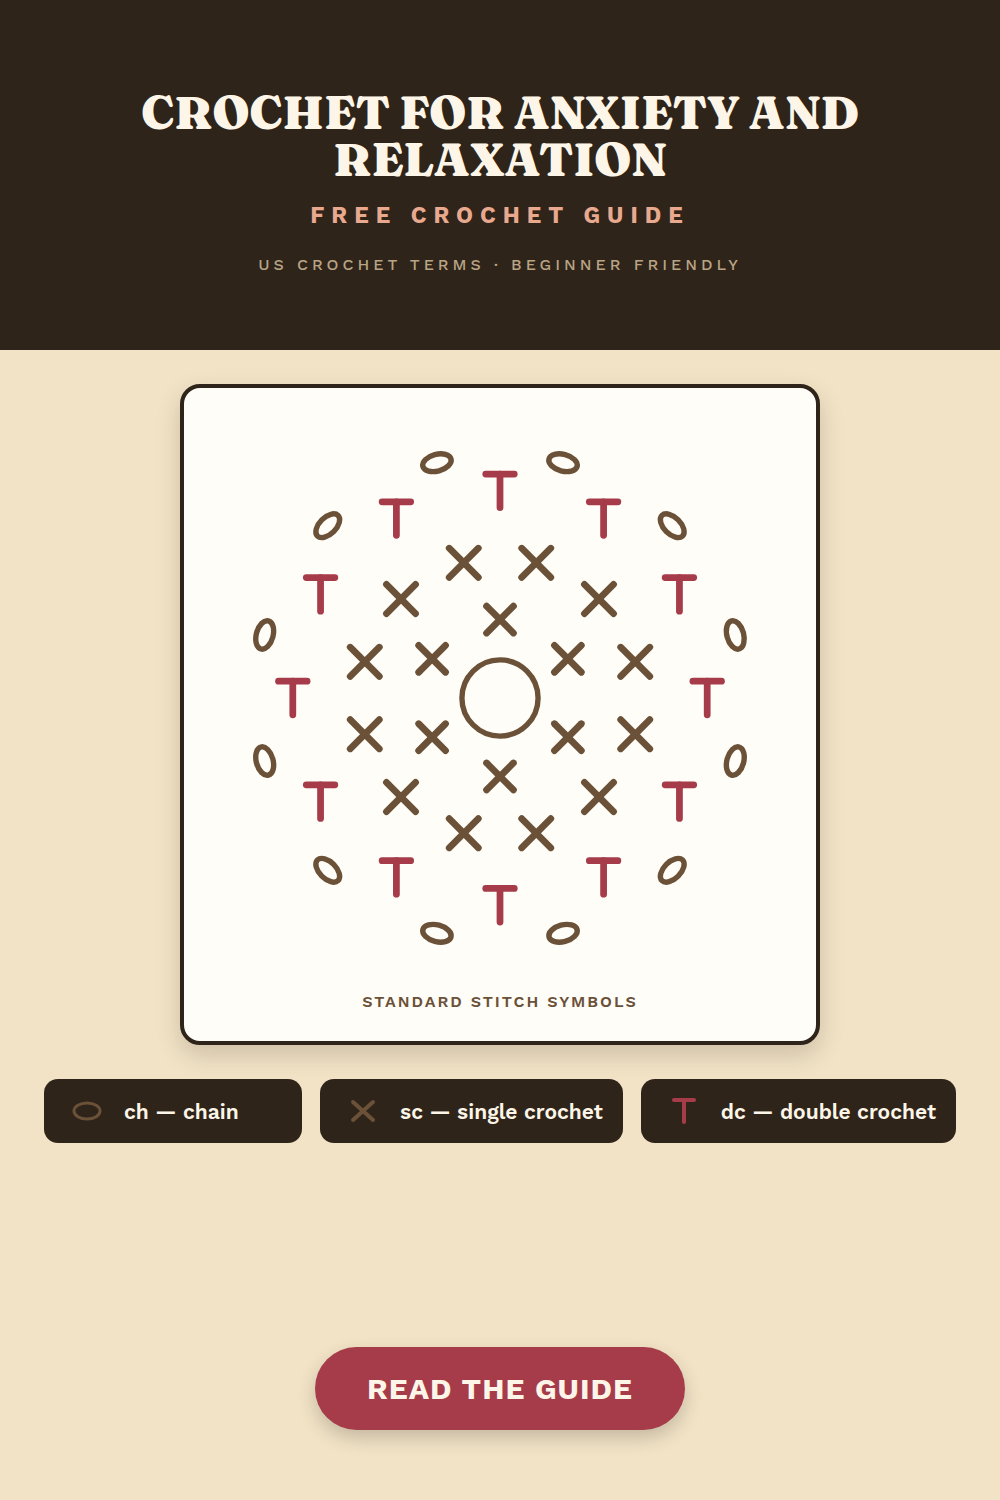 CROCHET FOR ANXIETY AND
RELAXATION
FREE CROCHET GUIDE
US CROCHET TERMS · BEGINNER FRIENDLY
STANDARD STITCH SYMBOLS
ch — chain
sc — single crochet
dc — double crochet
READ THE GUIDE